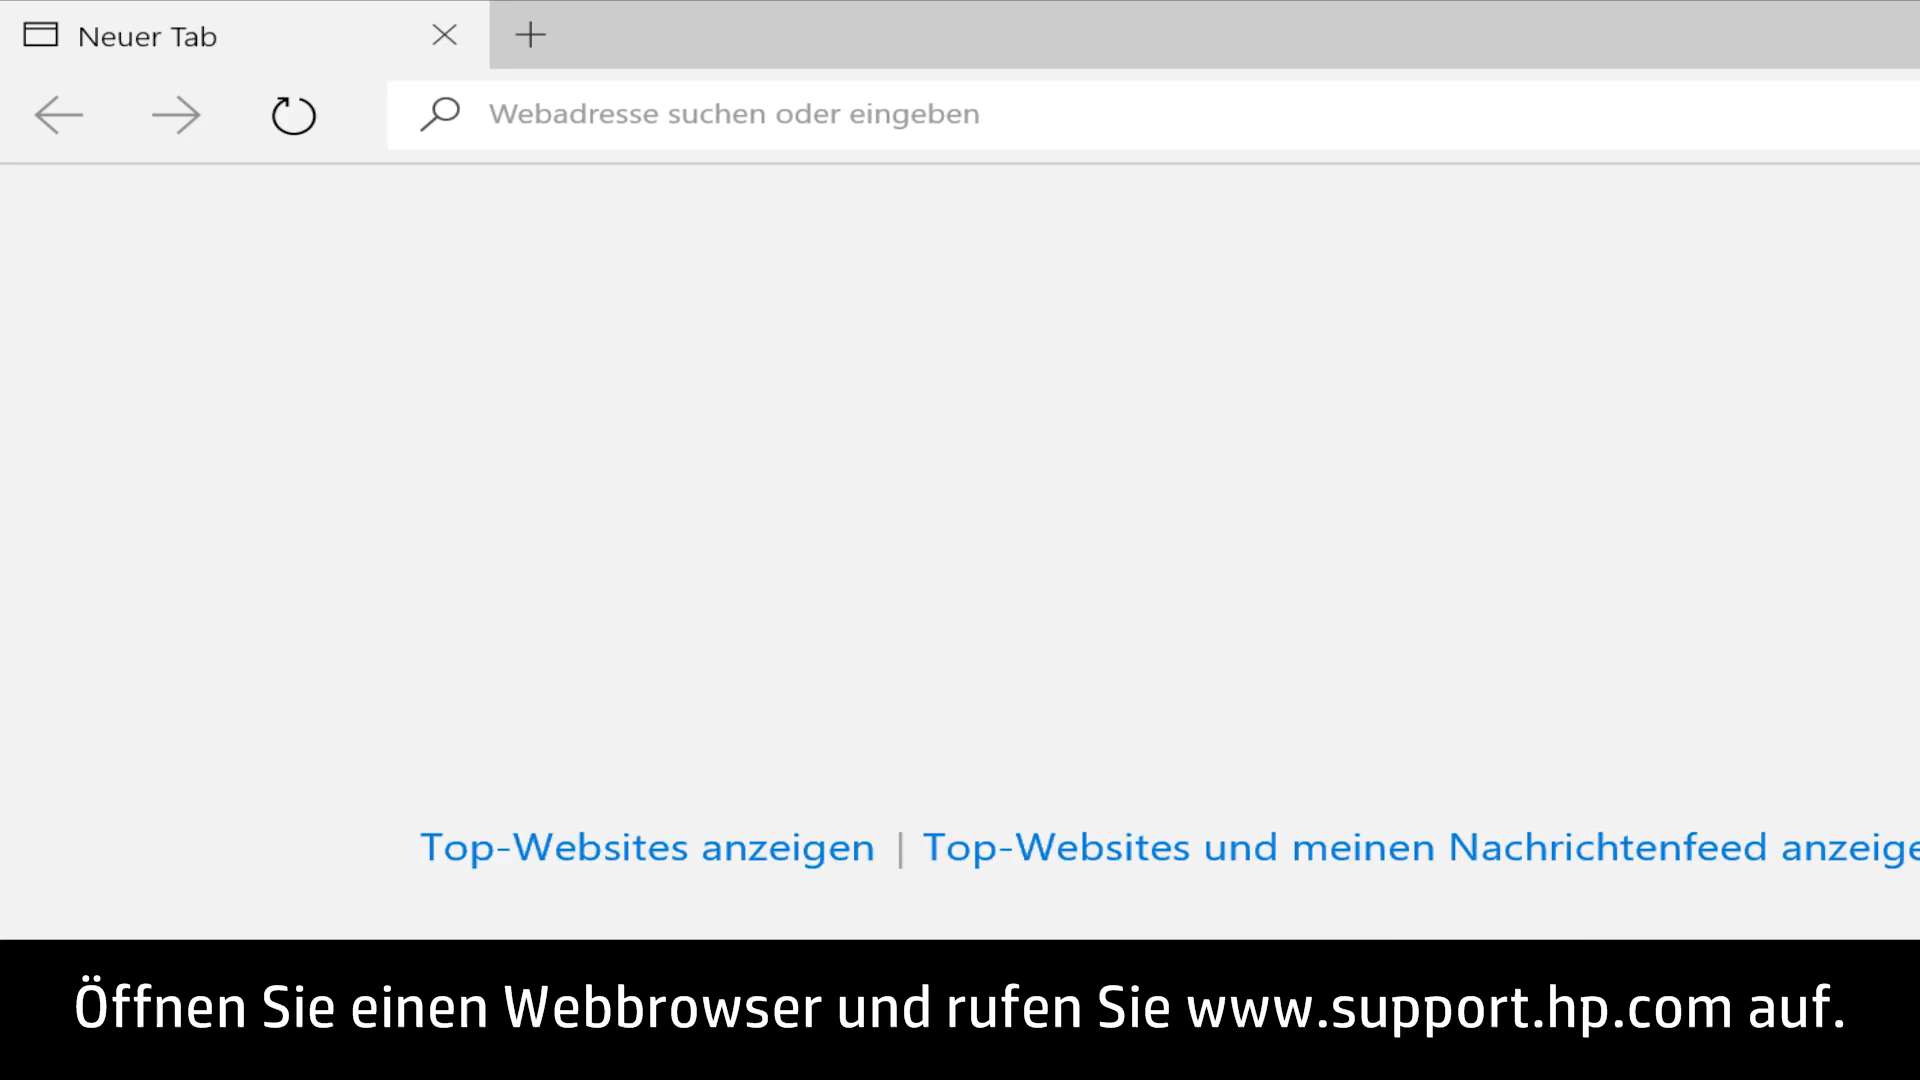 Neuer Tab
Webadresse suchen oder eingeben
Top-Websites anzeigen | Top-Websites und meinen Nachrichtenfeed anzeige
Öffnen Sie einen Webbrowser und rufen Sie www.support.hp.com auf.